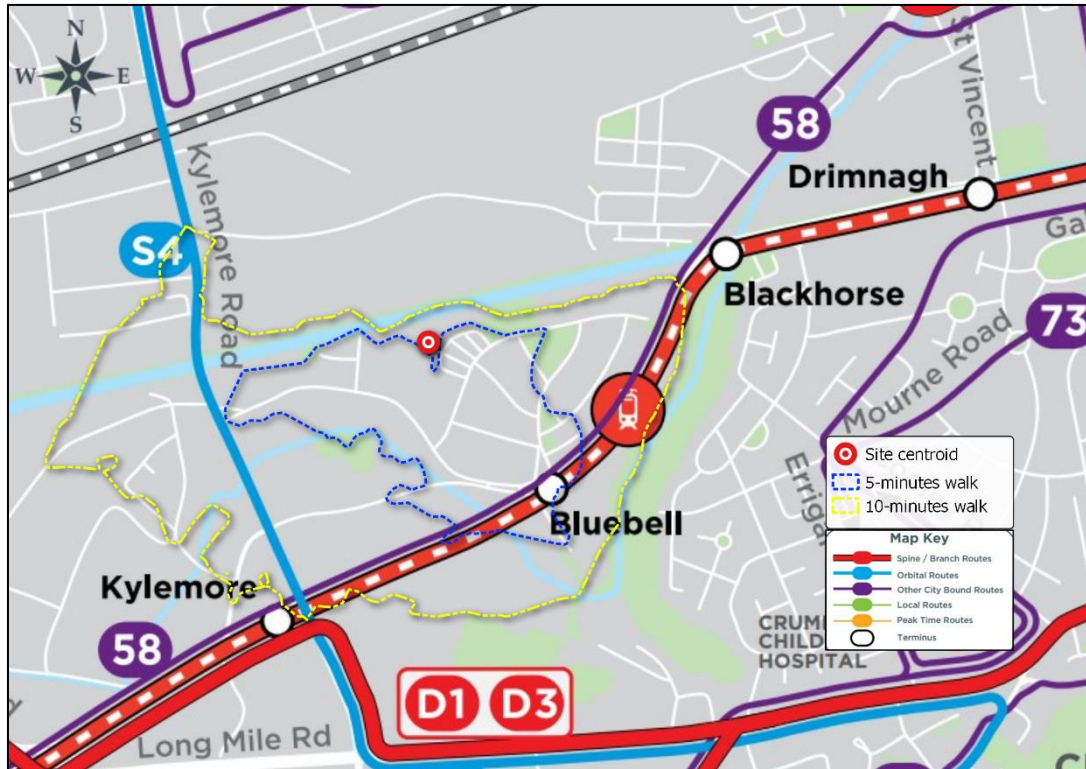 N
W E
S
St Vincent
58
Drimnagh
Kylemore Road
S4
Ga
Blackhorse
73
Mourne Road
Site centroid
5-minutes walk
10-minutes walk
Bluebell
Map Key
Spine / Branch Routes
Orbital Routes
Other City Bound Routes
Local Routes
Peak Time Routes
Terminus
Kylemore
58
CRUM
CHILD
HOSPITAL
D1 D3
Long Mile Rd